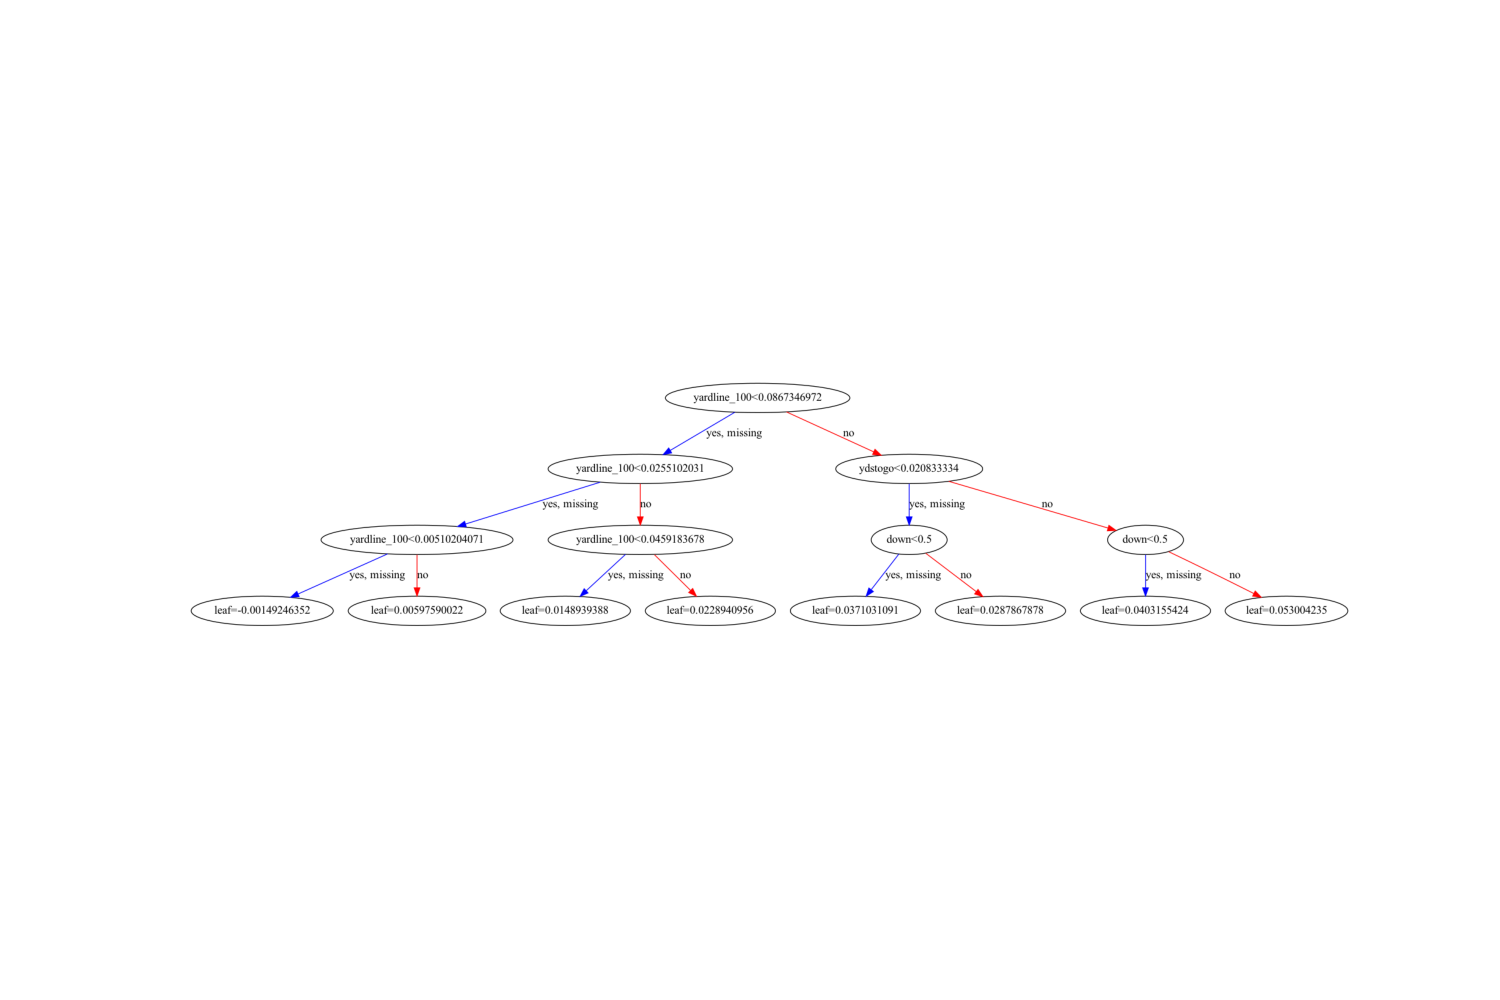 yardline_100<0.0867346972
yes, missing
no
yardline_100<0.0255102031
ydstogo<0.020833334
yes, missing
no
yes, missing
no
yardline_100<0.00510204071
yardline_100<0.0459183678
down<0.5
down<0.5
yes, missing
no
yes, missing
no
yes, missing
no
yes, missing
no
leaf=-0.00149246352
leaf=0.00597590022
leaf=0.0148939388
leaf=0.0228940956
leaf=0.0371031091
leaf=0.0287867878
leaf=0.0403155424
leaf=0.053004235